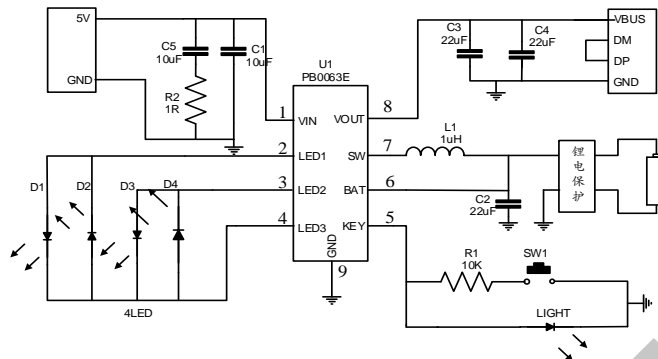 5V
GND
C5
10uF
C1
10uF
R2
1R
U1
PB0063E
1
VIN
2
LED1
3
LED2
4
LED3
8
VOUT
7
SW
6
BAT
5
KEY
GND
9
C3
22uF
C4
22uF
VBUS
DM
DP
GND
L1
1uH
C2
22uF
锂
电
保
护
D1
D2
D3
D4
4LED
R1
10K
SW1
LIGHT